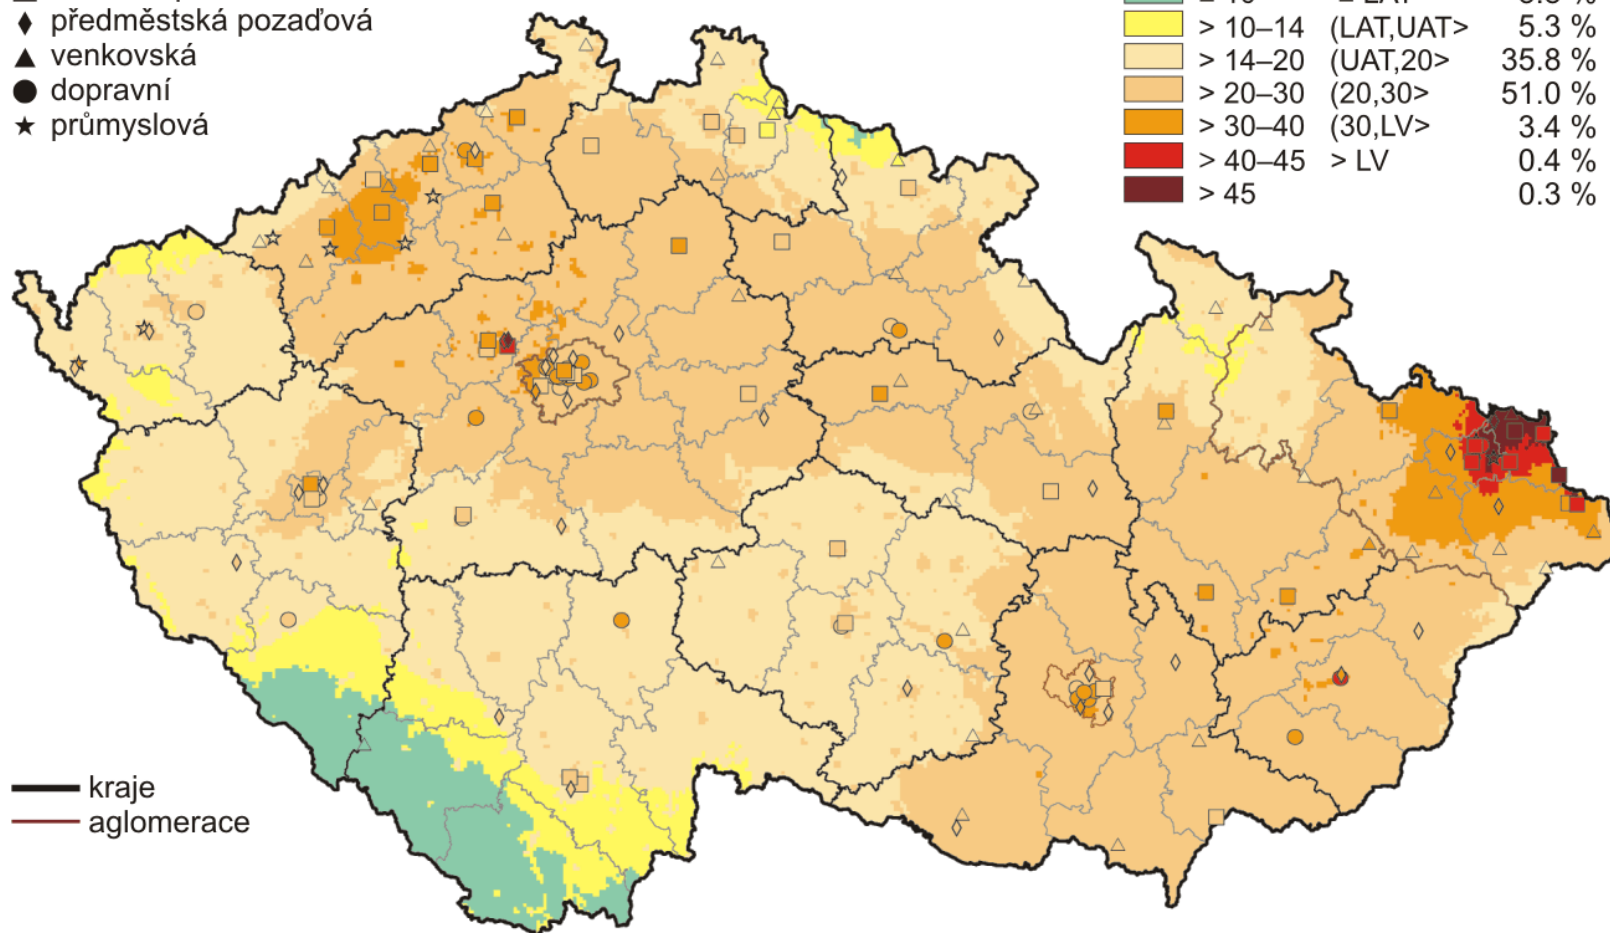 předměstská pozaďová
venkovská
dopravní
průmyslová
> 10–14 (LAT,UAT> 5.3 %
> 14–20 (UAT,20> 35.8 %
> 20–30 (20,30> 51.0 %
> 30–40 (30,LV> 3.4 %
> 40–45 > LV 0.4 %
> 45 0.3 %
kraje
aglomerace